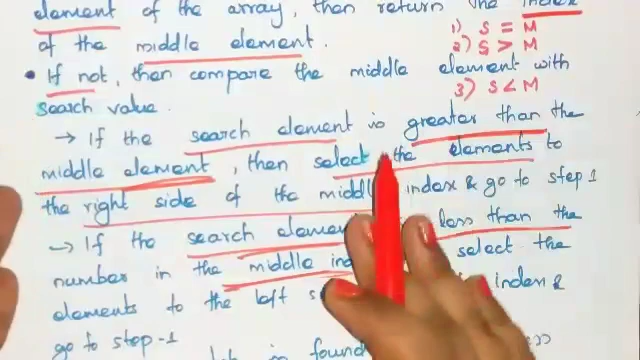 element of the array, then return the index
of the middle element.
1) S = M
2) S > M
3) S < M
• If not, then compare the middle element with
search value.
→ If the search element is greater than the
middle element, then select the elements to
the right side of the middle index & go to step 1
→ If the search less than the
number in the middle select the
elements to the left index &
go to step-1
found